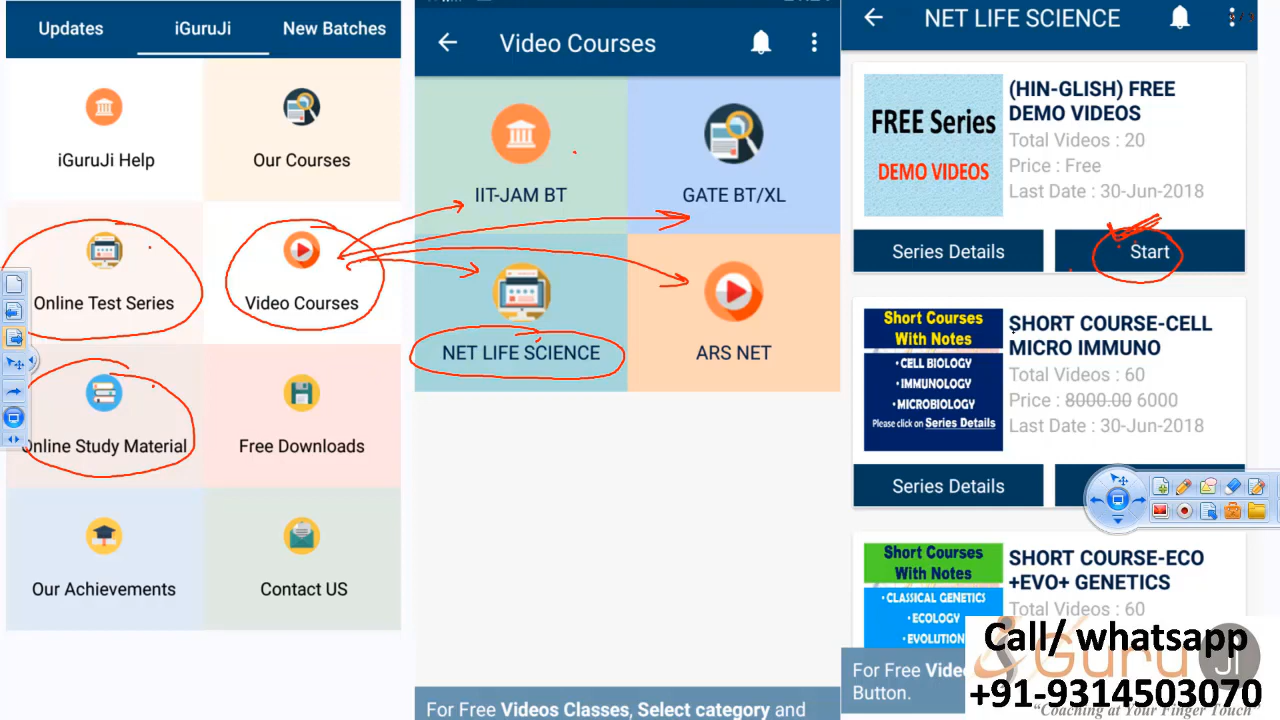 Updates
iGuruJi
New Batches
iGuruJi Help
Our Courses
Online Test Series
Video Courses
Online Study Material
Free Downloads
Our Achievements
Contact US
Video Courses
IIT-JAM BT
GATE BT/XL
NET LIFE SCIENCE
ARS NET
For Free Videos Classes, Select category and
NET LIFE SCIENCE
FREE Series
DEMO VIDEOS
(HIN-GLISH) FREE
DEMO VIDEOS
Total Videos : 20
Price : Free
Last Date : 30-Jun-2018
Series Details
Start
Short Courses
With Notes
• CELL BIOLOGY
• IMMUNOLOGY
• MICROBIOLOGY
Please click on Series Details
SHORT COURSE-CELL
MICRO IMMUNO
Total Videos : 60
Price : 8000.00 6000
Last Date : 30-Jun-2018
Series Details
Short Courses
With Notes
• CLASSICAL GENETICS
• ECOLOGY
• EVOLUTION
SHORT COURSE-ECO
+EVO+ GENETICS
Total Videos : 60
For Free Vide
Button.
Call/ whatsapp
Guru JI
+91-9314503070
“Coaching at Your Finger Touch”